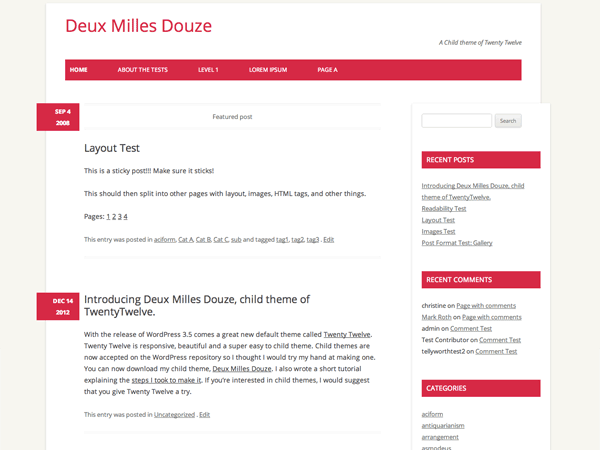 Deux Milles Douze
A Child theme of Twenty Twelve
HOME ABOUT THE TESTS LEVEL 1 LOREM IPSUM PAGE A
SEP 4
2008
Featured post
Layout Test
This is a sticky post!!! Make sure it sticks!
This should then split into other pages with layout, images, HTML tags, and other things.
Pages: 1 2 3 4
This entry was posted in aciform, Cat A, Cat B, Cat C, sub and tagged tag1, tag2, tag3 . Edit
DEC 14
2012
Introducing Deux Milles Douze, child theme of
TwentyTwelve.
With the release of WordPress 3.5 comes a great new default theme called Twenty Twelve.
Twenty Twelve is responsive, beautiful and a super easy to child theme. Child themes are
now accepted on the WordPress repository so I thought I would try my hand at making one.
You can now download my child theme, Deux Milles Douze. I also wrote a short tutorial
explaining the steps I took to make it. If you're interested in child themes, I would suggest
that you give Twenty Twelve a try.
This entry was posted in Uncategorized . Edit
Search
RECENT POSTS
Introducing Deux Milles Douze, child
theme of TwentyTwelve.
Readability Test
Layout Test
Images Test
Post Format Test: Gallery
RECENT COMMENTS
christine on Page with comments
Mark Roth on Page with comments
admin on Comment Test
Test Contributor on Comment Test
tellyworthtest2 on Comment Test
CATEGORIES
aciform
antiquarianism
arrangement
asmodeus